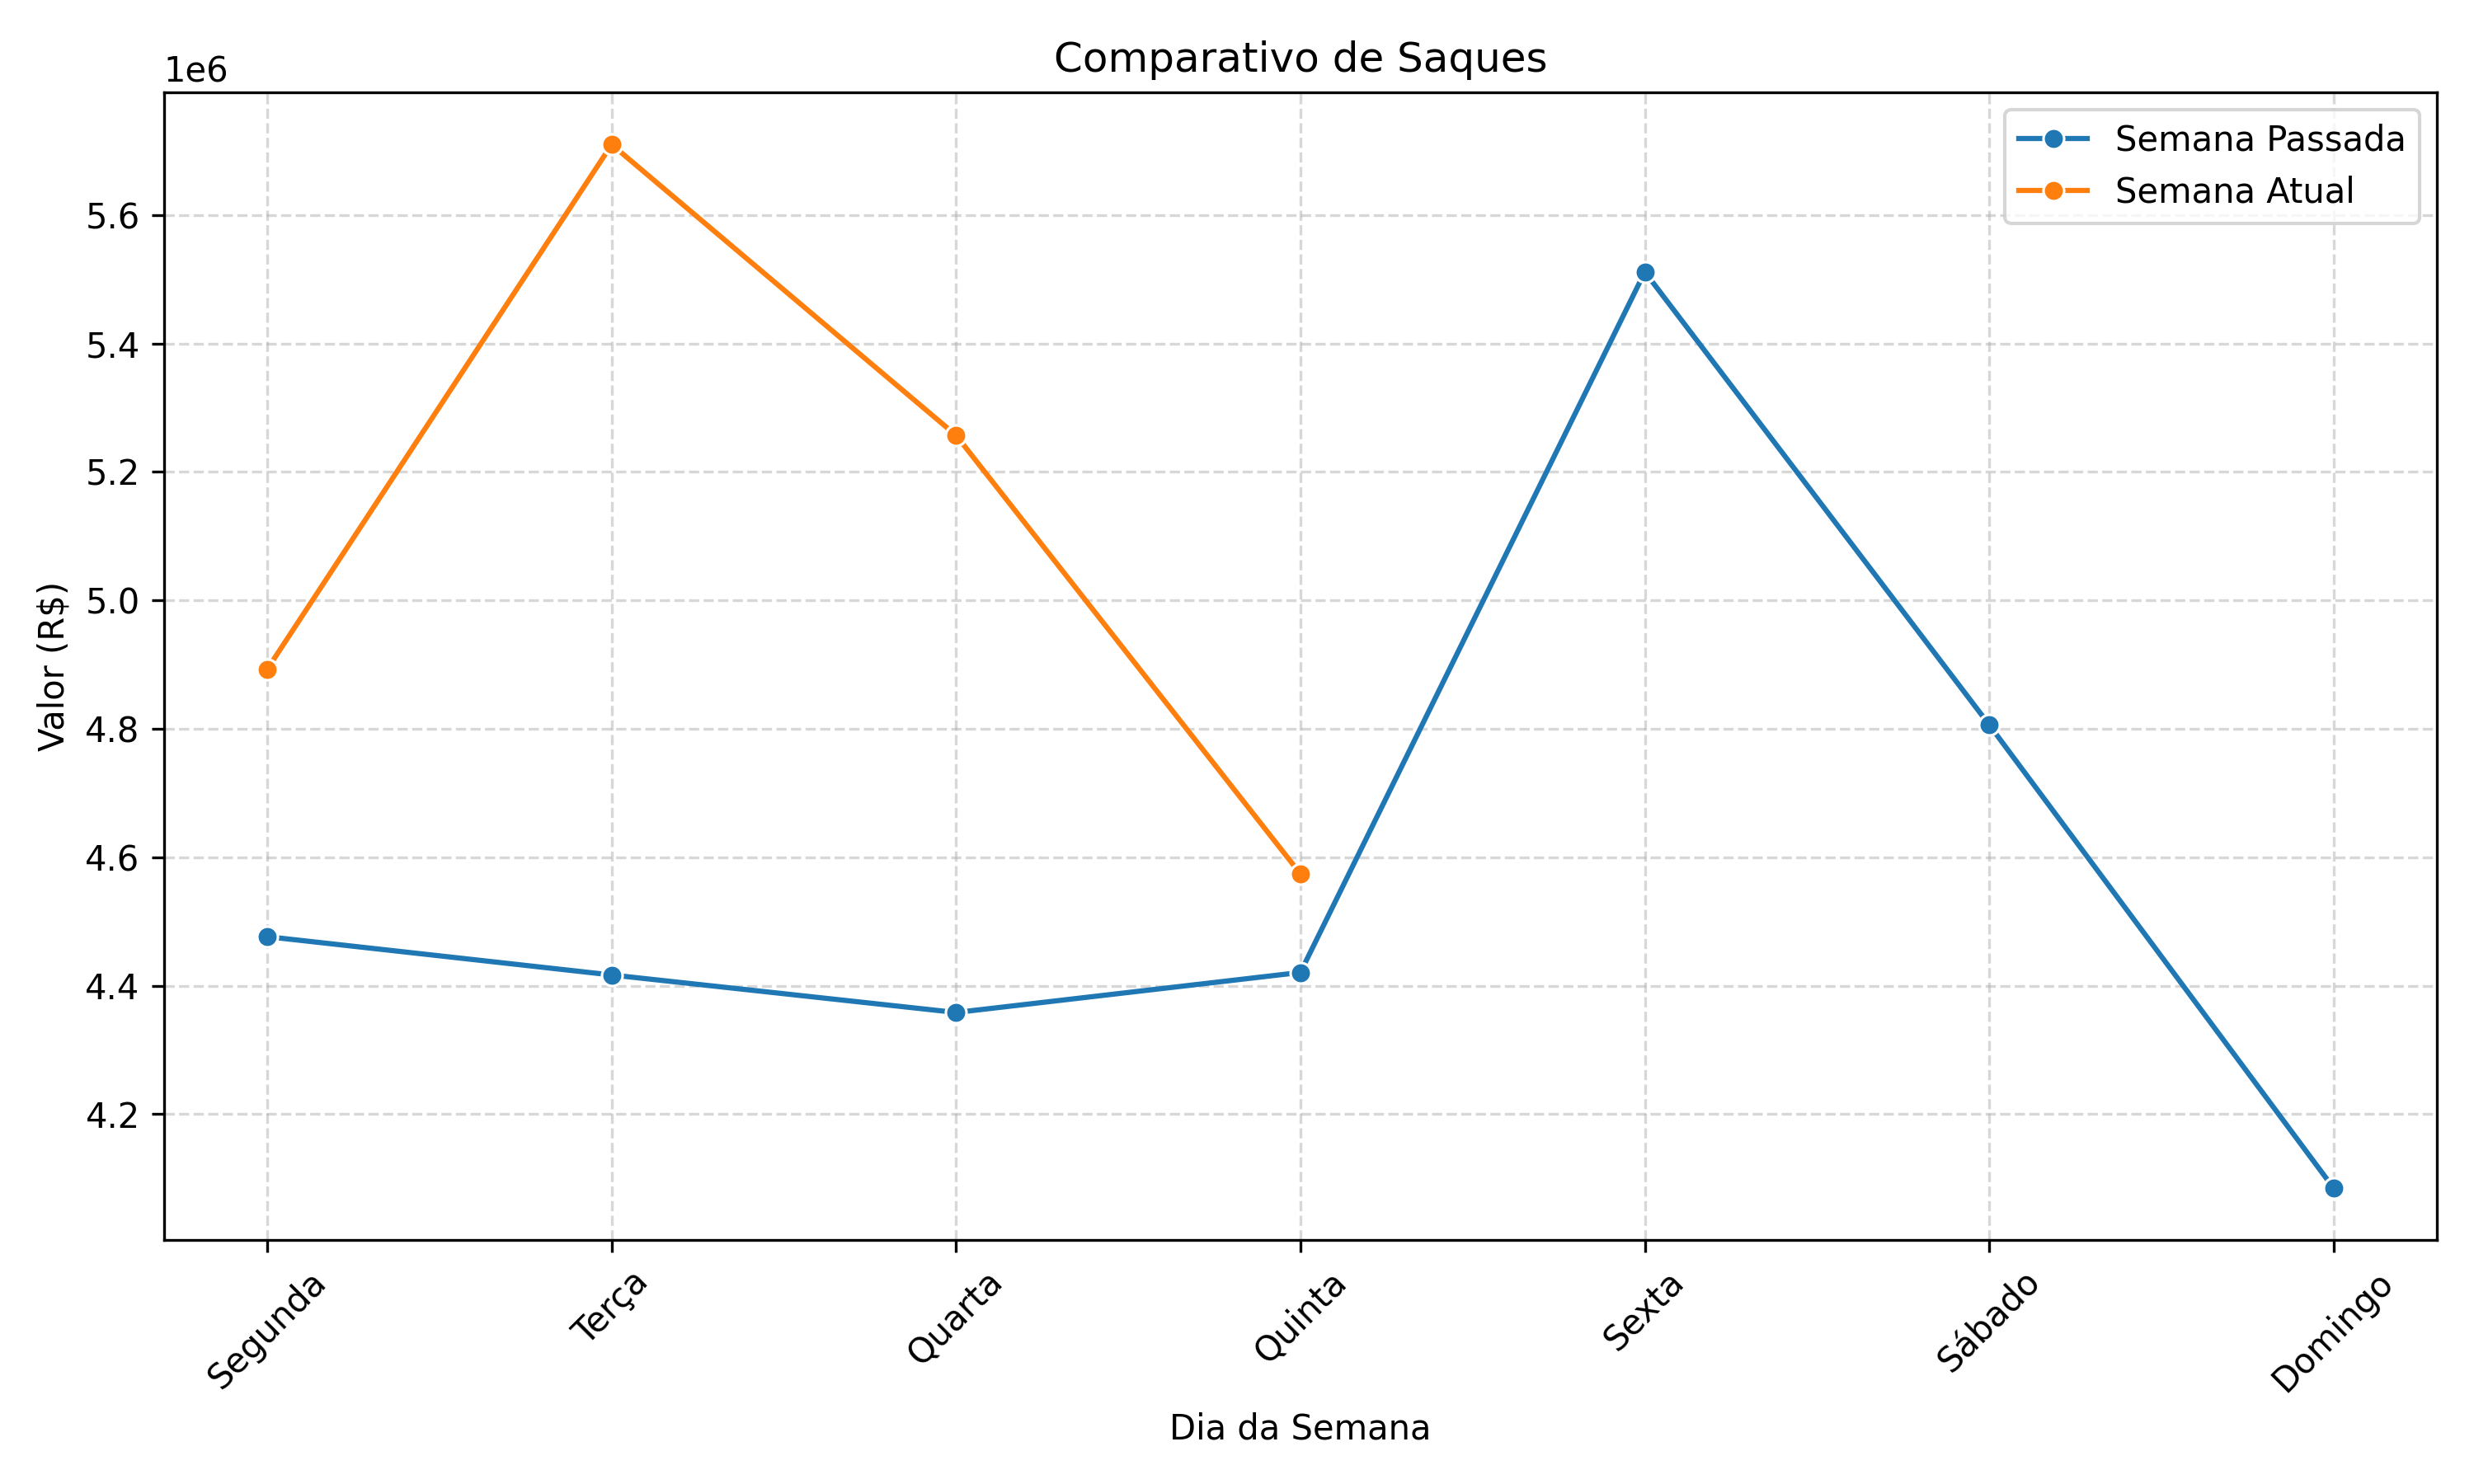 Comparativo de Saques
1e6
Semana Passada
Semana Atual
5.6
5.4
5.2
5.0
4.8
4.6
4.4
4.2
Valor (R$)
Segunda
Terça
Quarta
Quinta
Sexta
Sábado
Domingo
Dia da Semana